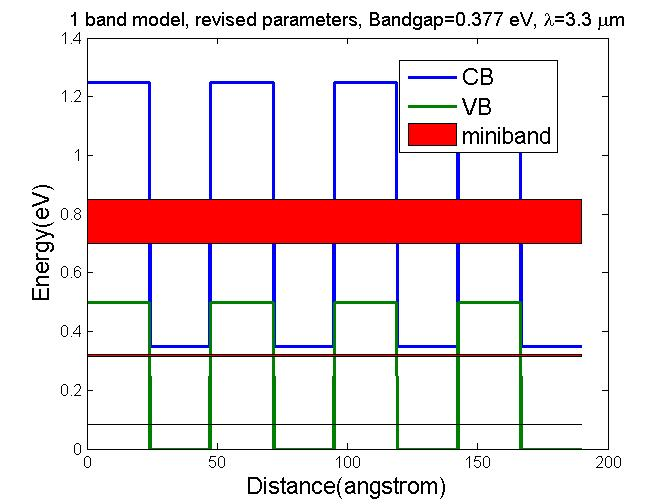 1 band model, revised parameters, Bandgap=0.377 eV, λ=3.3 μm
1.4
1.2
1
0.8
0.6
0.4
0.2
0
Energy(eV)
CB
VB
miniband
0 50 100 150 200
Distance(angstrom)